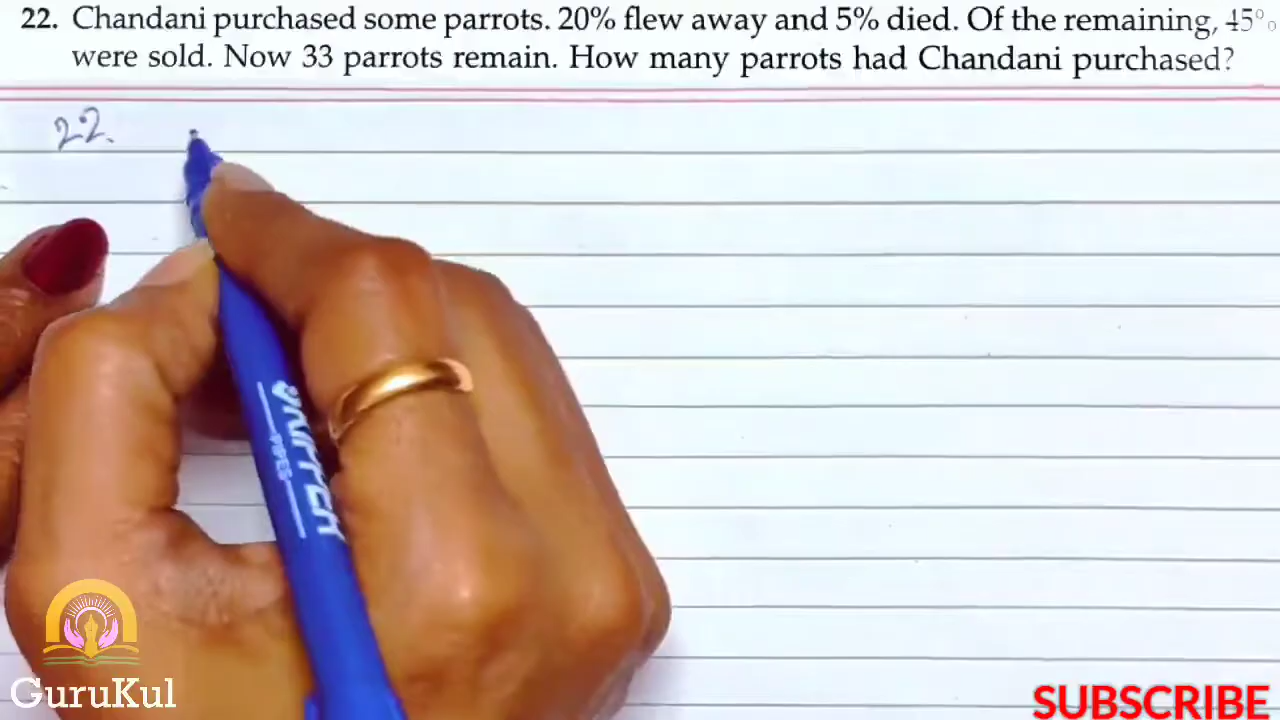 22. Chandani purchased some parrots. 20% flew away and 5% died. Of the remaining, 45%
were sold. Now 33 parrots remain. How many parrots had Chandani purchased?
22.
GuruKul
SUBSCRIBE